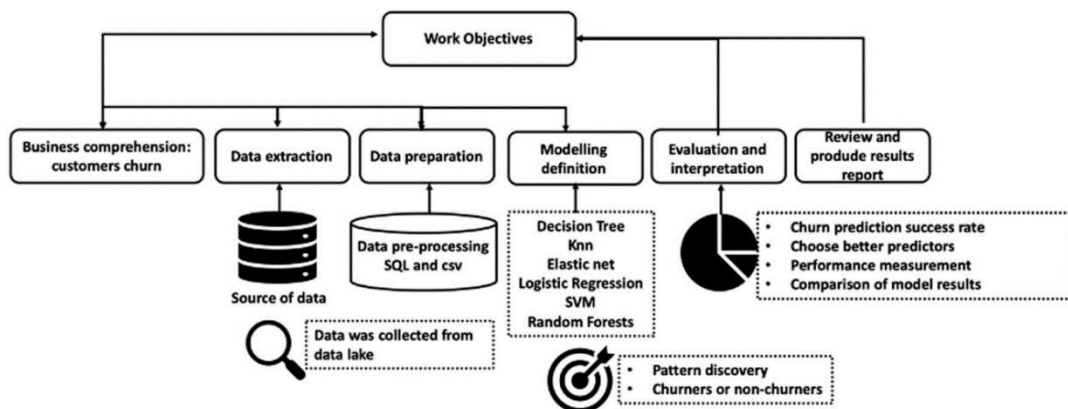 Work Objectives
Business comprehension:
customers churn
Data extraction
Data preparation
Modelling
definition
Evaluation and
interpretation
Review and
produde results
report
Source of data
Data pre-processing
SQL and csv
Decision Tree
Knn
Elastic net
Logistic Regression
SVM
Random Forests
• Churn prediction success rate
• Choose better predictors
• Performance measurement
• Comparison of model results
Data was collected from
data lake
• Pattern discovery
• Churners or non-churners